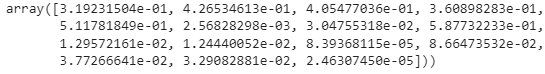 array([3.19231504e-01, 4.26534613e-01, 4.05477036e-01, 3.60898283e-01,
5.11781849e-01, 2.56828298e-03, 3.04755318e-02, 5.87732233e-01,
1.29572161e-02, 1.24440052e-02, 8.39368115e-05, 8.66473532e-02,
3.77266641e-02, 3.29082881e-02, 2.46307450e-05]))